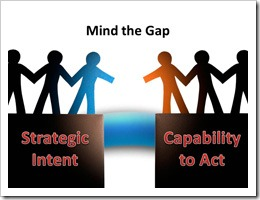 Mind the Gap
Strategic
Intent
Capability
to Act